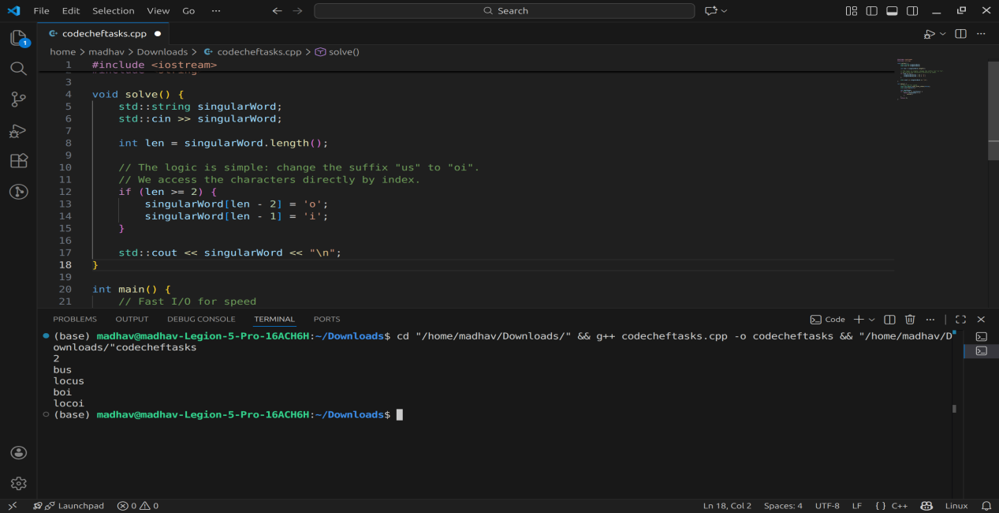 File Edit Selection View Go ··· Search
codecheftasks.cpp
home > madhav > Downloads > codecheftasks.cpp > solve()
1 #include <iostream>
3
4 void solve() {
5 std::string singularWord;
6 std::cin >> singularWord;
7
8 int len = singularWord.length();
9
10 // The logic is simple: change the suffix "us" to "oi".
11 // We access the characters directly by index.
12 if (len >= 2) {
13 singularWord[len - 2] = 'o';
14 singularWord[len - 1] = 'i';
15 }
16
17 std::cout << singularWord << "\n";
18 }
19
20 int main() {
21 // Fast I/O for speed
PROBLEMS OUTPUT DEBUG CONSOLE TERMINAL PORTS Code
(base) madhav@madhav-Legion-5-Pro-16ACH6H:~/Downloads$ cd "/home/madhav/Downloads/" && g++ codecheftasks.cpp -o codecheftasks && "/home/madhav/D
ownloads/"codecheftasks
2
bus
locus
boi
locoi
(base) madhav@madhav-Legion-5-Pro-16ACH6H:~/Downloads$
1
Launchpad 0 0 Ln 18, Col 2 Spaces: 4 UTF-8 LF { } C++ Linux